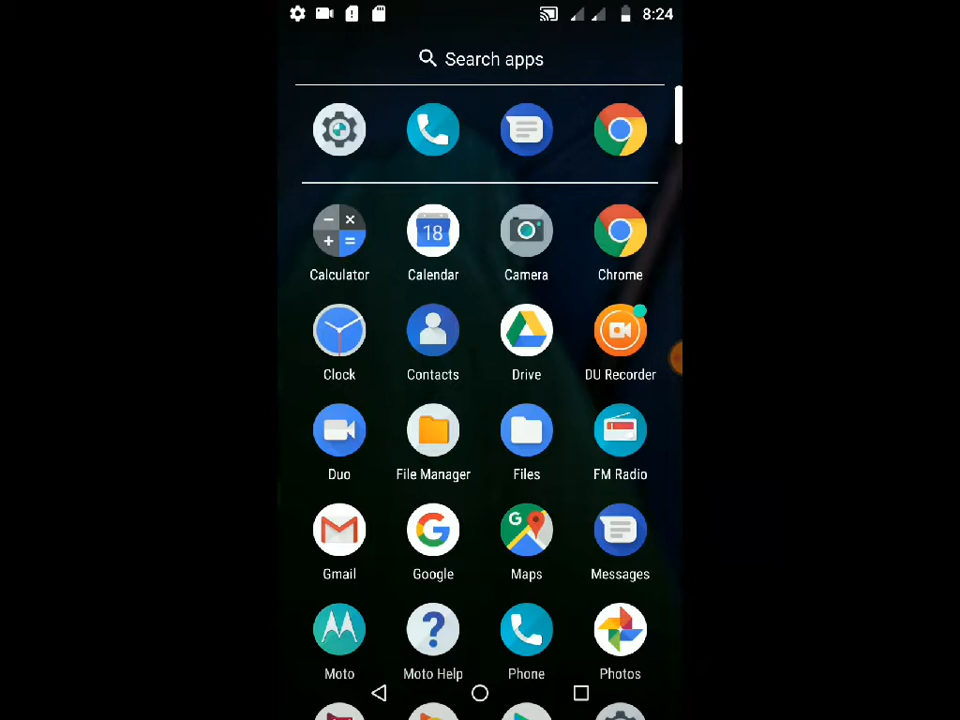 8:24
Search apps
18
Calculator Calendar Camera Chrome
Clock Contacts Drive DU Recorder
Duo File Manager Files FM Radio
G
Gmail Google Maps Messages
Moto Moto Help Phone Photos